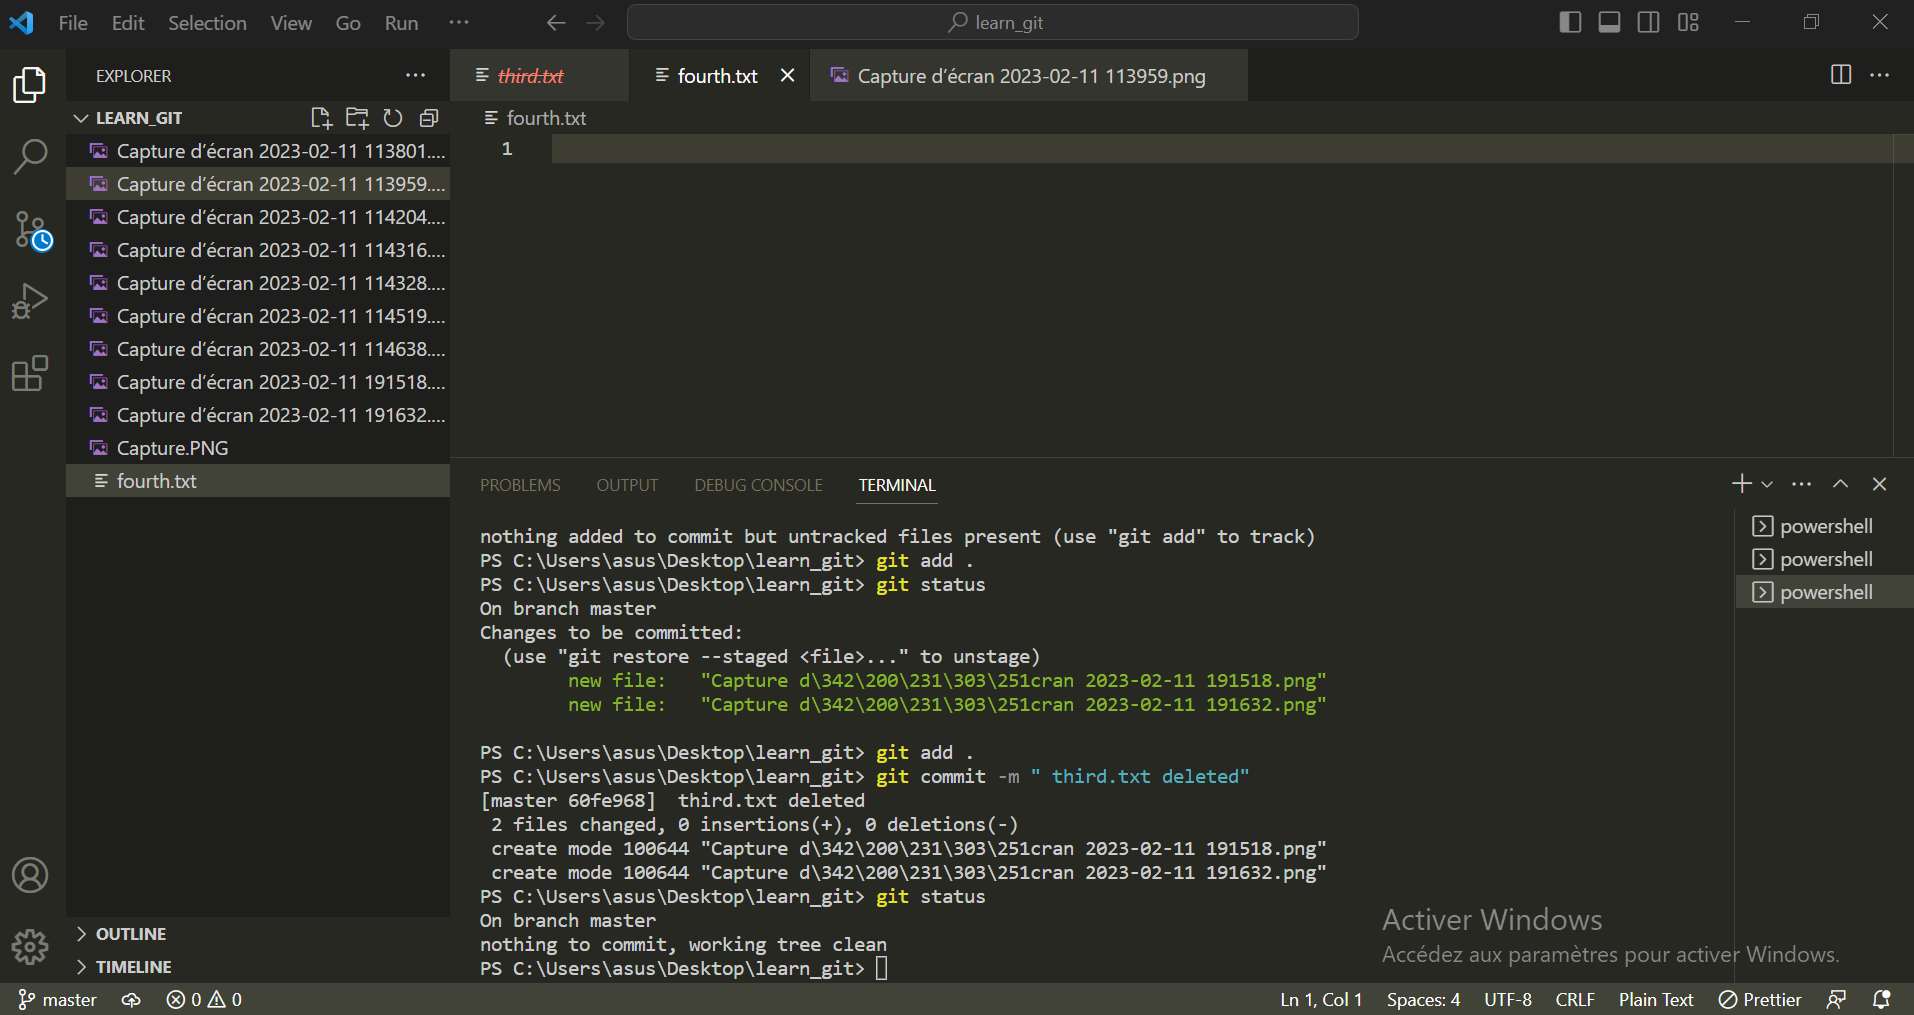 File Edit Selection View Go Run ··· learn_git
EXPLORER ···
LEARN_GIT
Capture d’écran 2023-02-11 113801....
Capture d’écran 2023-02-11 113959....
Capture d’écran 2023-02-11 114204....
Capture d’écran 2023-02-11 114316....
Capture d’écran 2023-02-11 114328....
Capture d’écran 2023-02-11 114519....
Capture d’écran 2023-02-11 114638....
Capture d’écran 2023-02-11 191518....
Capture d’écran 2023-02-11 191632....
Capture.PNG
fourth.txt
OUTLINE
TIMELINE
third.txt fourth.txt Capture d’écran 2023-02-11 113959.png
fourth.txt
1
PROBLEMS OUTPUT DEBUG CONSOLE TERMINAL
nothing added to commit but untracked files present (use "git add" to track)
PS C:\Users\asus\Desktop\learn_git> git add .
PS C:\Users\asus\Desktop\learn_git> git status
On branch master
Changes to be committed:
  (use "git restore --staged <file>..." to unstage)
        new file:   "Capture d\342\200\231\303\251cran 2023-02-11 191518.png"
        new file:   "Capture d\342\200\231\303\251cran 2023-02-11 191632.png"
PS C:\Users\asus\Desktop\learn_git> git add .
PS C:\Users\asus\Desktop\learn_git> git commit -m " third.txt deleted"
[master 60fe968]  third.txt deleted
 2 files changed, 0 insertions(+), 0 deletions(-)
 create mode 100644 "Capture d\342\200\231\303\251cran 2023-02-11 191518.png"
 create mode 100644 "Capture d\342\200\231\303\251cran 2023-02-11 191632.png"
PS C:\Users\asus\Desktop\learn_git> git status
On branch master
nothing to commit, working tree clean
PS C:\Users\asus\Desktop\learn_git>
powershell
powershell
powershell
Activer Windows
Accédez aux paramètres pour activer Windows.
master 0 0 Ln 1, Col 1 Spaces: 4 UTF-8 CRLF Plain Text Prettier